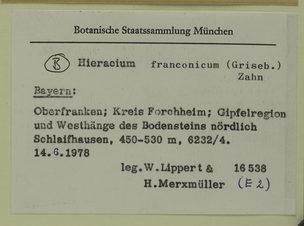 Botanische Staatssammlung München
B Hieracium franconicum (Griseb.)
Zahn
Bayern:
Oberfranken; Kreis Forchheim; Gipfelregion
und Westhänge des Bodensteins nördlich
Schlaifhausen, 450-530 m, 6232/4.
14.6.1978
leg.W.Lippert & 16538
H.Merxmüller (E2)